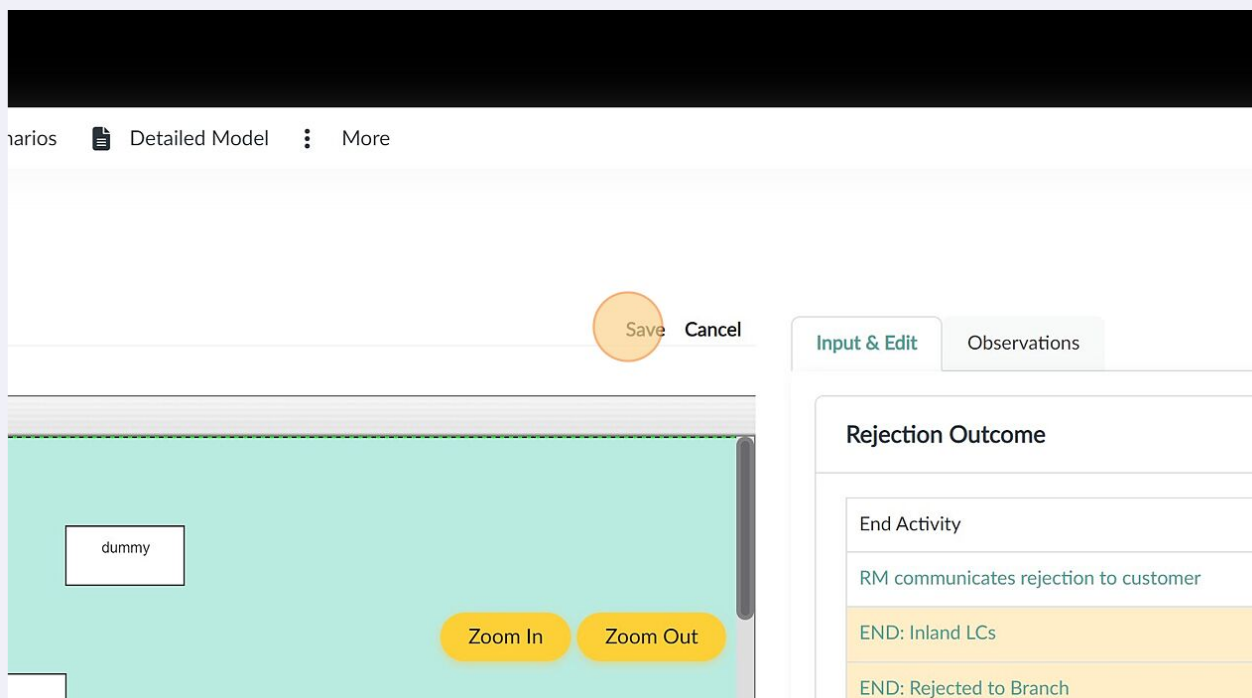 Detailed Model More
Save Cancel
Input & Edit Observations
Rejection Outcome
End Activity
dummy
RM communicates rejection to customer
Zoom In Zoom Out
END: Inland LCs
END: Rejected to Branch